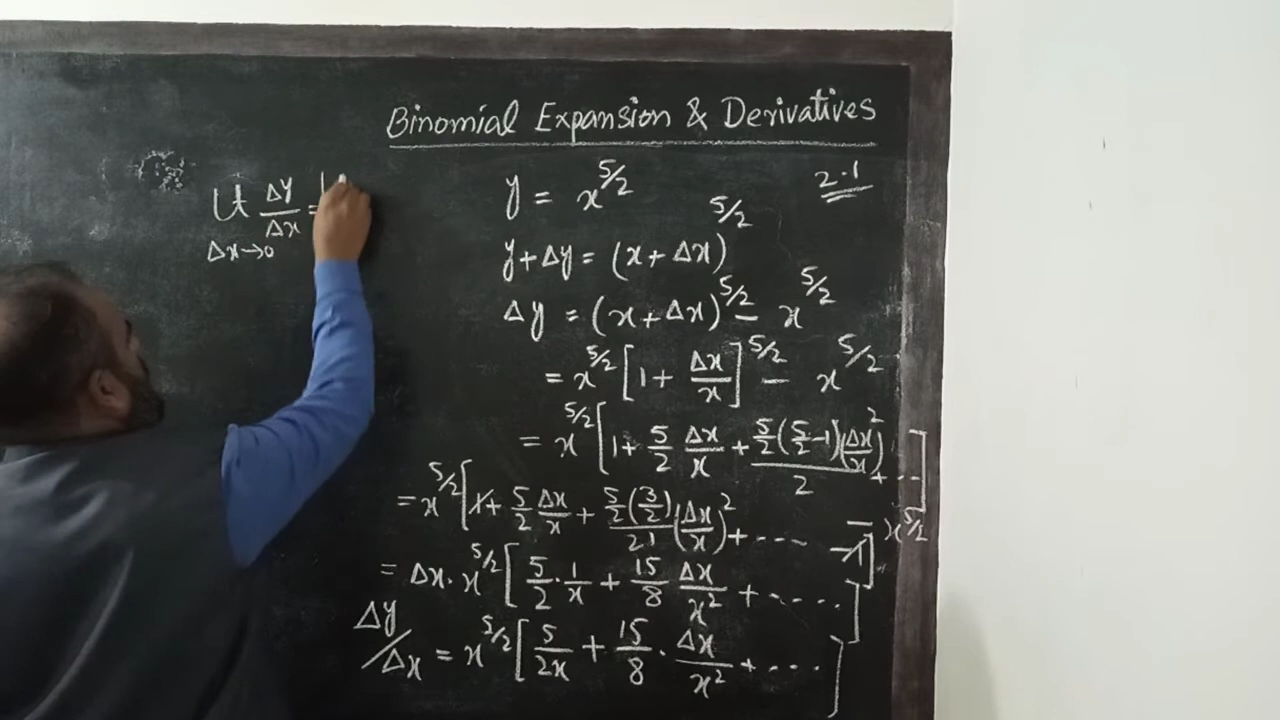 Binomial Expansion & Derivatives
2.1
y = x^5/2
y + Δy = (x + Δx)^5/2
Δy = (x + Δx)^5/2 − x^5/2
= x^5/2 [1 + Δx/x]^5/2 − x^5/2
= x^5/2 [1 + 5/2 Δx/x + 5/2 (5/2 − 1)(Δx/x)^2 / 2 + ..] − x^5/2
= x^5/2 [1 + 5/2 Δx/x + 5/2 (3/2) / 2! (Δx/x)^2 + .... − 1]
= Δx . x^5/2 [5/2 . 1/x + 15/8 Δx/x^2 + .....]
Δy/Δx = x^5/2 [5/2x + 15/8 . Δx/x^2 + ....]
Lt Δy/Δx =
Δx→0